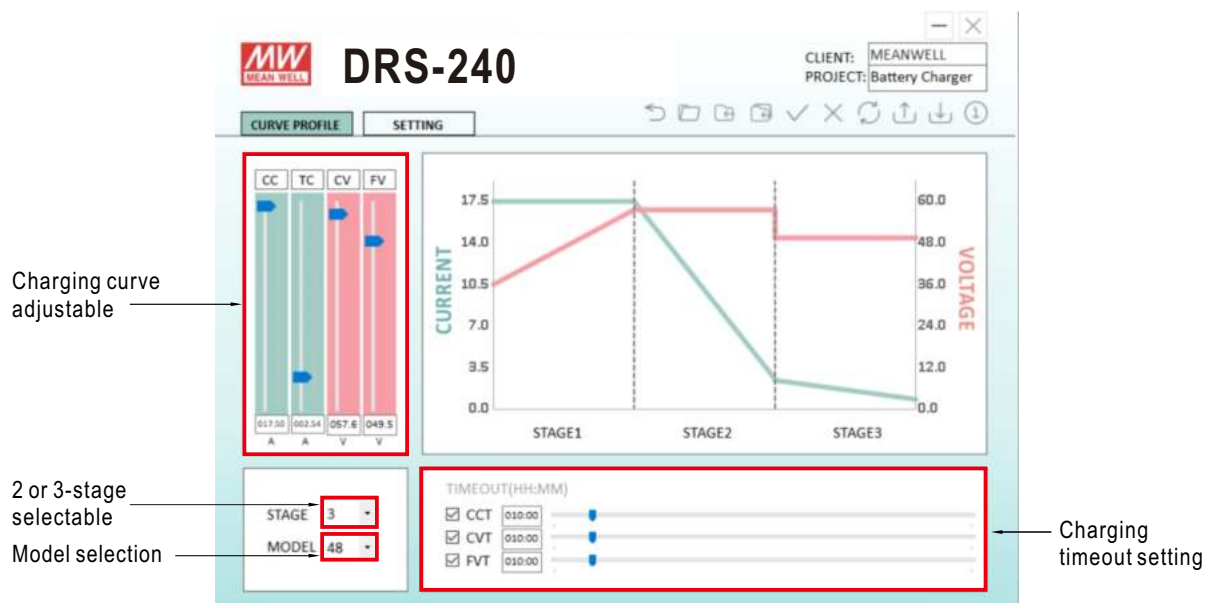 MW
MEAN WELL
DRS-240
CLIENT: MEANWELL
PROJECT: Battery Charger
CURVE PROFILE SETTING
CC TC CV FV
017.50 002.54 057.6 049.5
A A V V
Charging curve
adjustable
CURRENT
17.5
14.0
10.5
7.0
3.5
0.0
60.0
48.0
36.0
24.0
12.0
0.0
VOLTAGE
STAGE1 STAGE2 STAGE3
2 or 3-stage
selectable
Model selection
STAGE 3
MODEL 48
TIMEOUT(HH:MM)
CCT 010:00
CVT 010:00
FVT 010:00
Charging
timeout setting